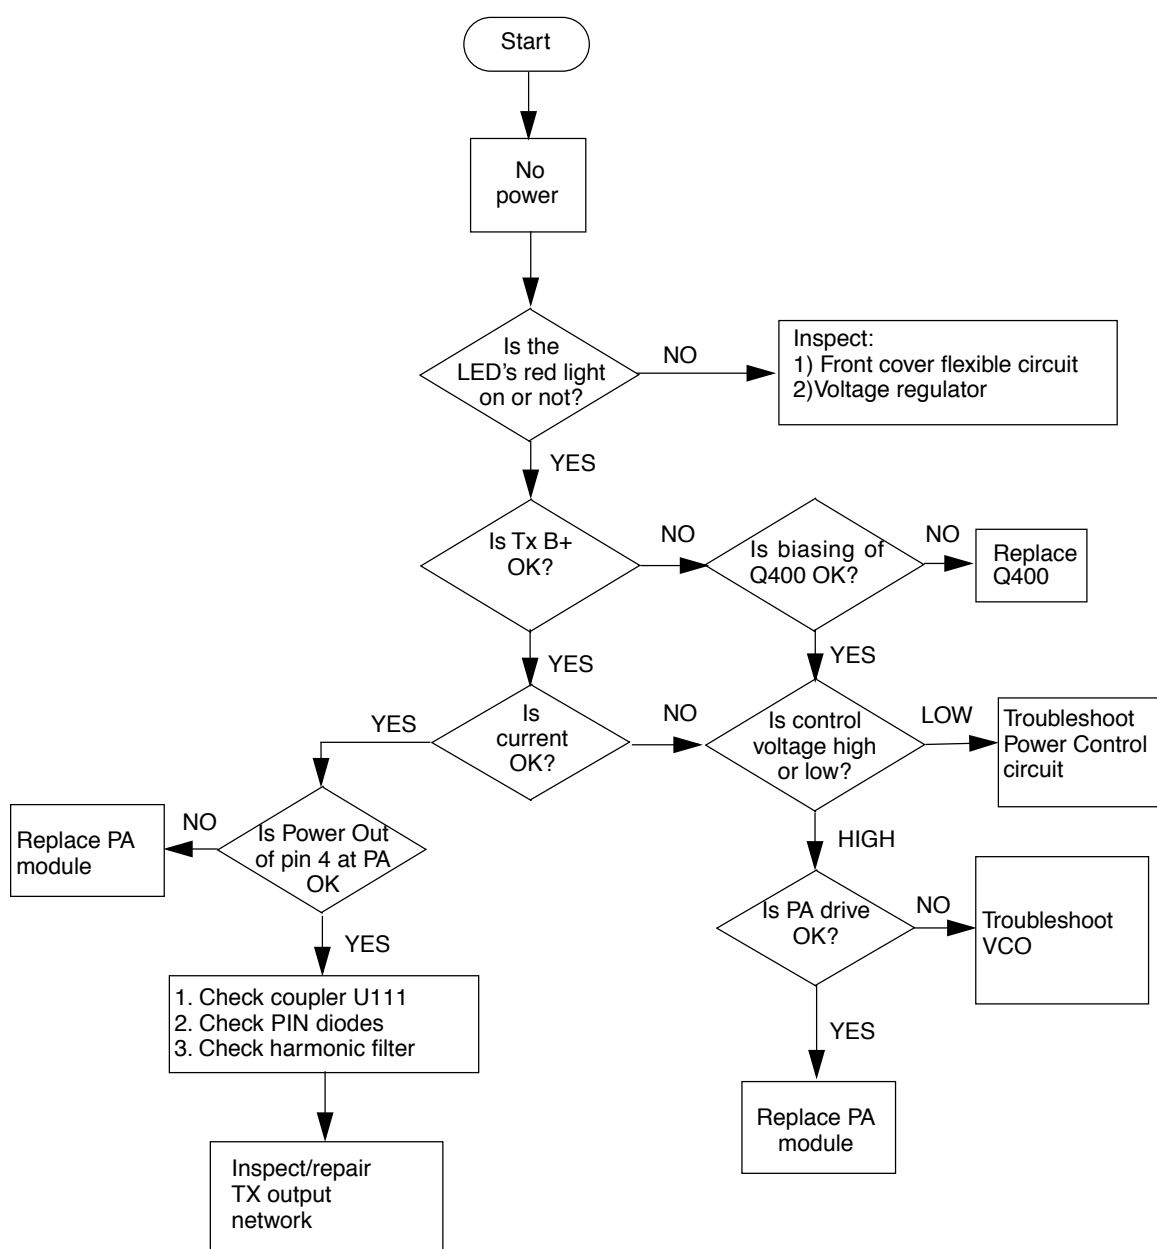 Start
No
power
Is the
LED's red light
on or not?
NO
Inspect:
1) Front cover flexible circuit
2)Voltage regulator
YES
Is Tx B+
OK?
NO
Is biasing of
Q400 OK?
NO
Replace
Q400
YES
YES
Is
current
OK?
YES
NO
Is control
voltage high
or low?
LOW
Troubleshoot
Power Control
circuit
Is Power Out
of pin 4 at PA
OK
NO
Replace PA
module
HIGH
Is PA drive
OK?
NO
Troubleshoot
VCO
YES
1. Check coupler U111
2. Check PIN diodes
3. Check harmonic filter
YES
Replace PA
module
Inspect/repair
TX output
network